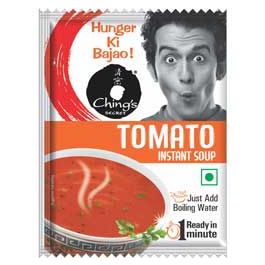 Hunger
Ki
Bajao!
Ching's
SECRET
TOMATO
INSTANT SOUP
Just Add
Boiling Water
1 Ready in
minute